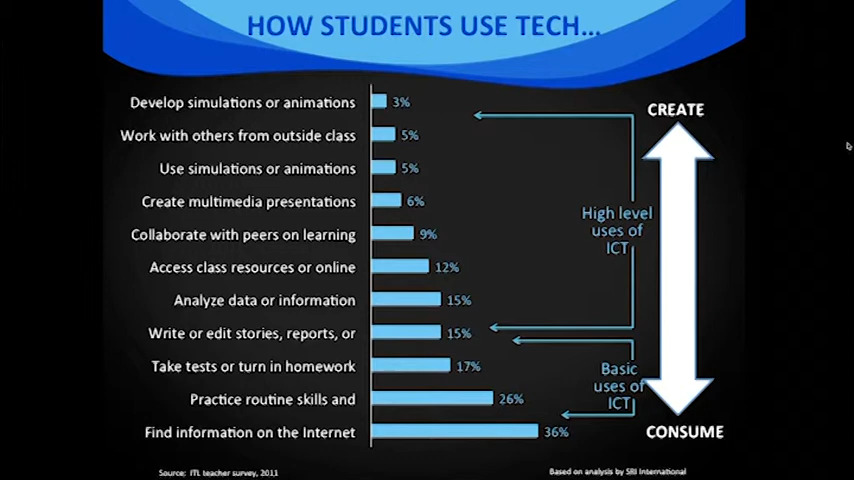 HOW STUDENTS USE TECH...
Develop simulations or animations 3%
Work with others from outside class 5%
Use simulations or animations 5%
Create multimedia presentations 6%
Collaborate with peers on learning 9%
Access class resources or online 12%
Analyze data or information 15%
Write or edit stories, reports, or 15%
Take tests or turn in homework 17%
Practice routine skills and 26%
Find information on the Internet 36%
CREATE
High level
uses of
ICT
Basic
uses of
ICT
CONSUME
Source: ITL teacher survey, 2011
Based on analysis by SRI International